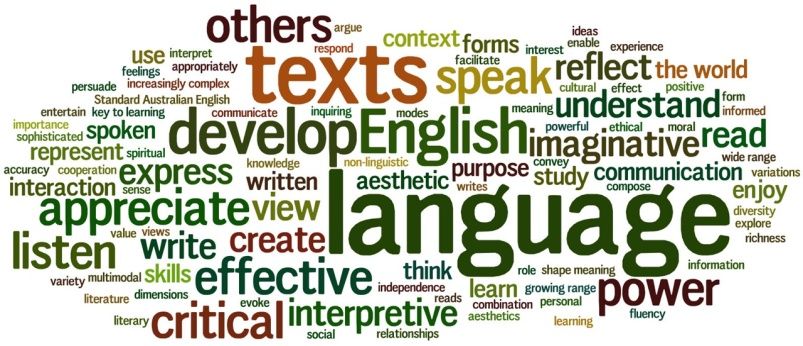 others argue
context forms ideas
enable experience
use interpret respond
facilitate interest
feelings appropriately
texts speak reflect the world
persuade increasingly complex
cultural effect positive
Standard Australian English
understand form
entertain key to learning communicate inquiring modes meaning informed
importance sophisticated spoken develop English powerful ethical moral
imaginative read
represent spiritual knowledge non-linguistic purpose convey wide range
accuracy cooperation express written aesthetic study communication variations
interaction sense writes compose enjoy
appreciate view language diversity
explore
listen value views write create richness
variety multimodal skills effective think role shape meaning information
independence learn growing range power
literature dimensions evoke reads combination personal
literary critical interpretive aesthetics learning fluency
social relationships